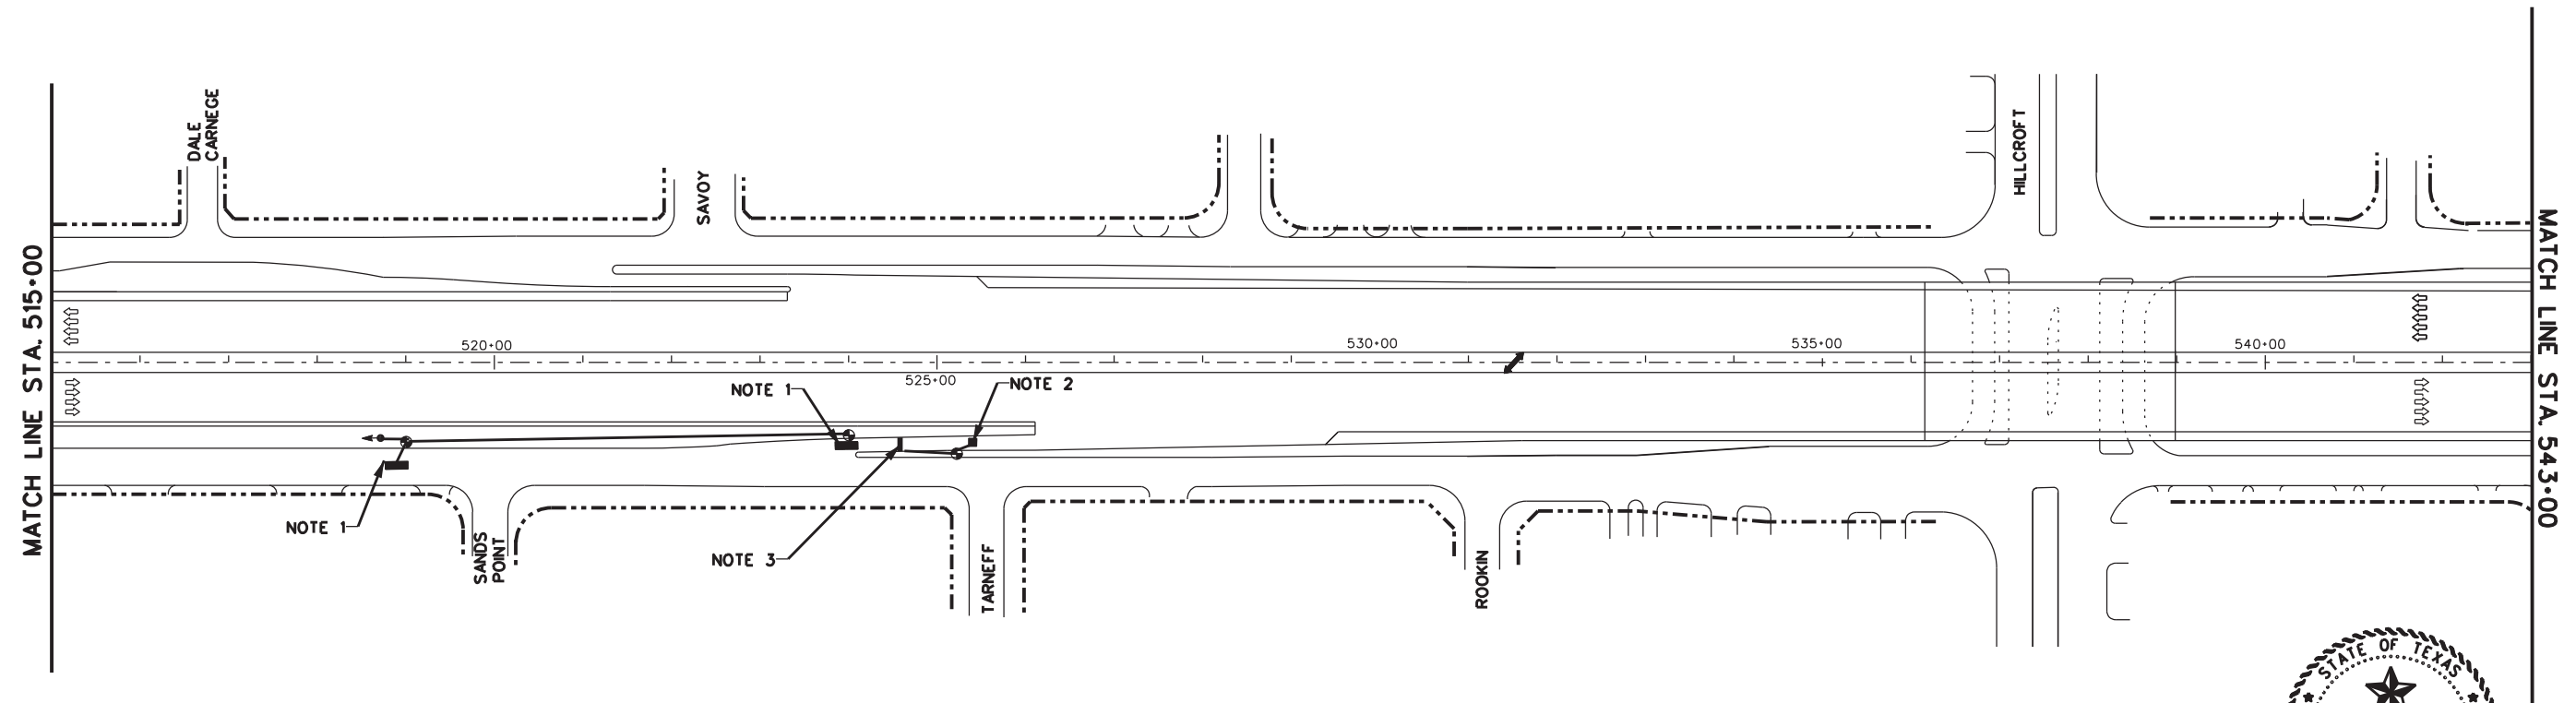 MATCH LINE STA. 515+00
DALE
CARNEGE
SAVOY
HILLCROFT
MATCH LINE STA. 543+00
520+00
525+00
530+00
535+00
540+00
NOTE 1
NOTE 2
NOTE 1
NOTE 3
SANDS
POINT
TARNEFF
ROOKIN
STATE OF TEXAS